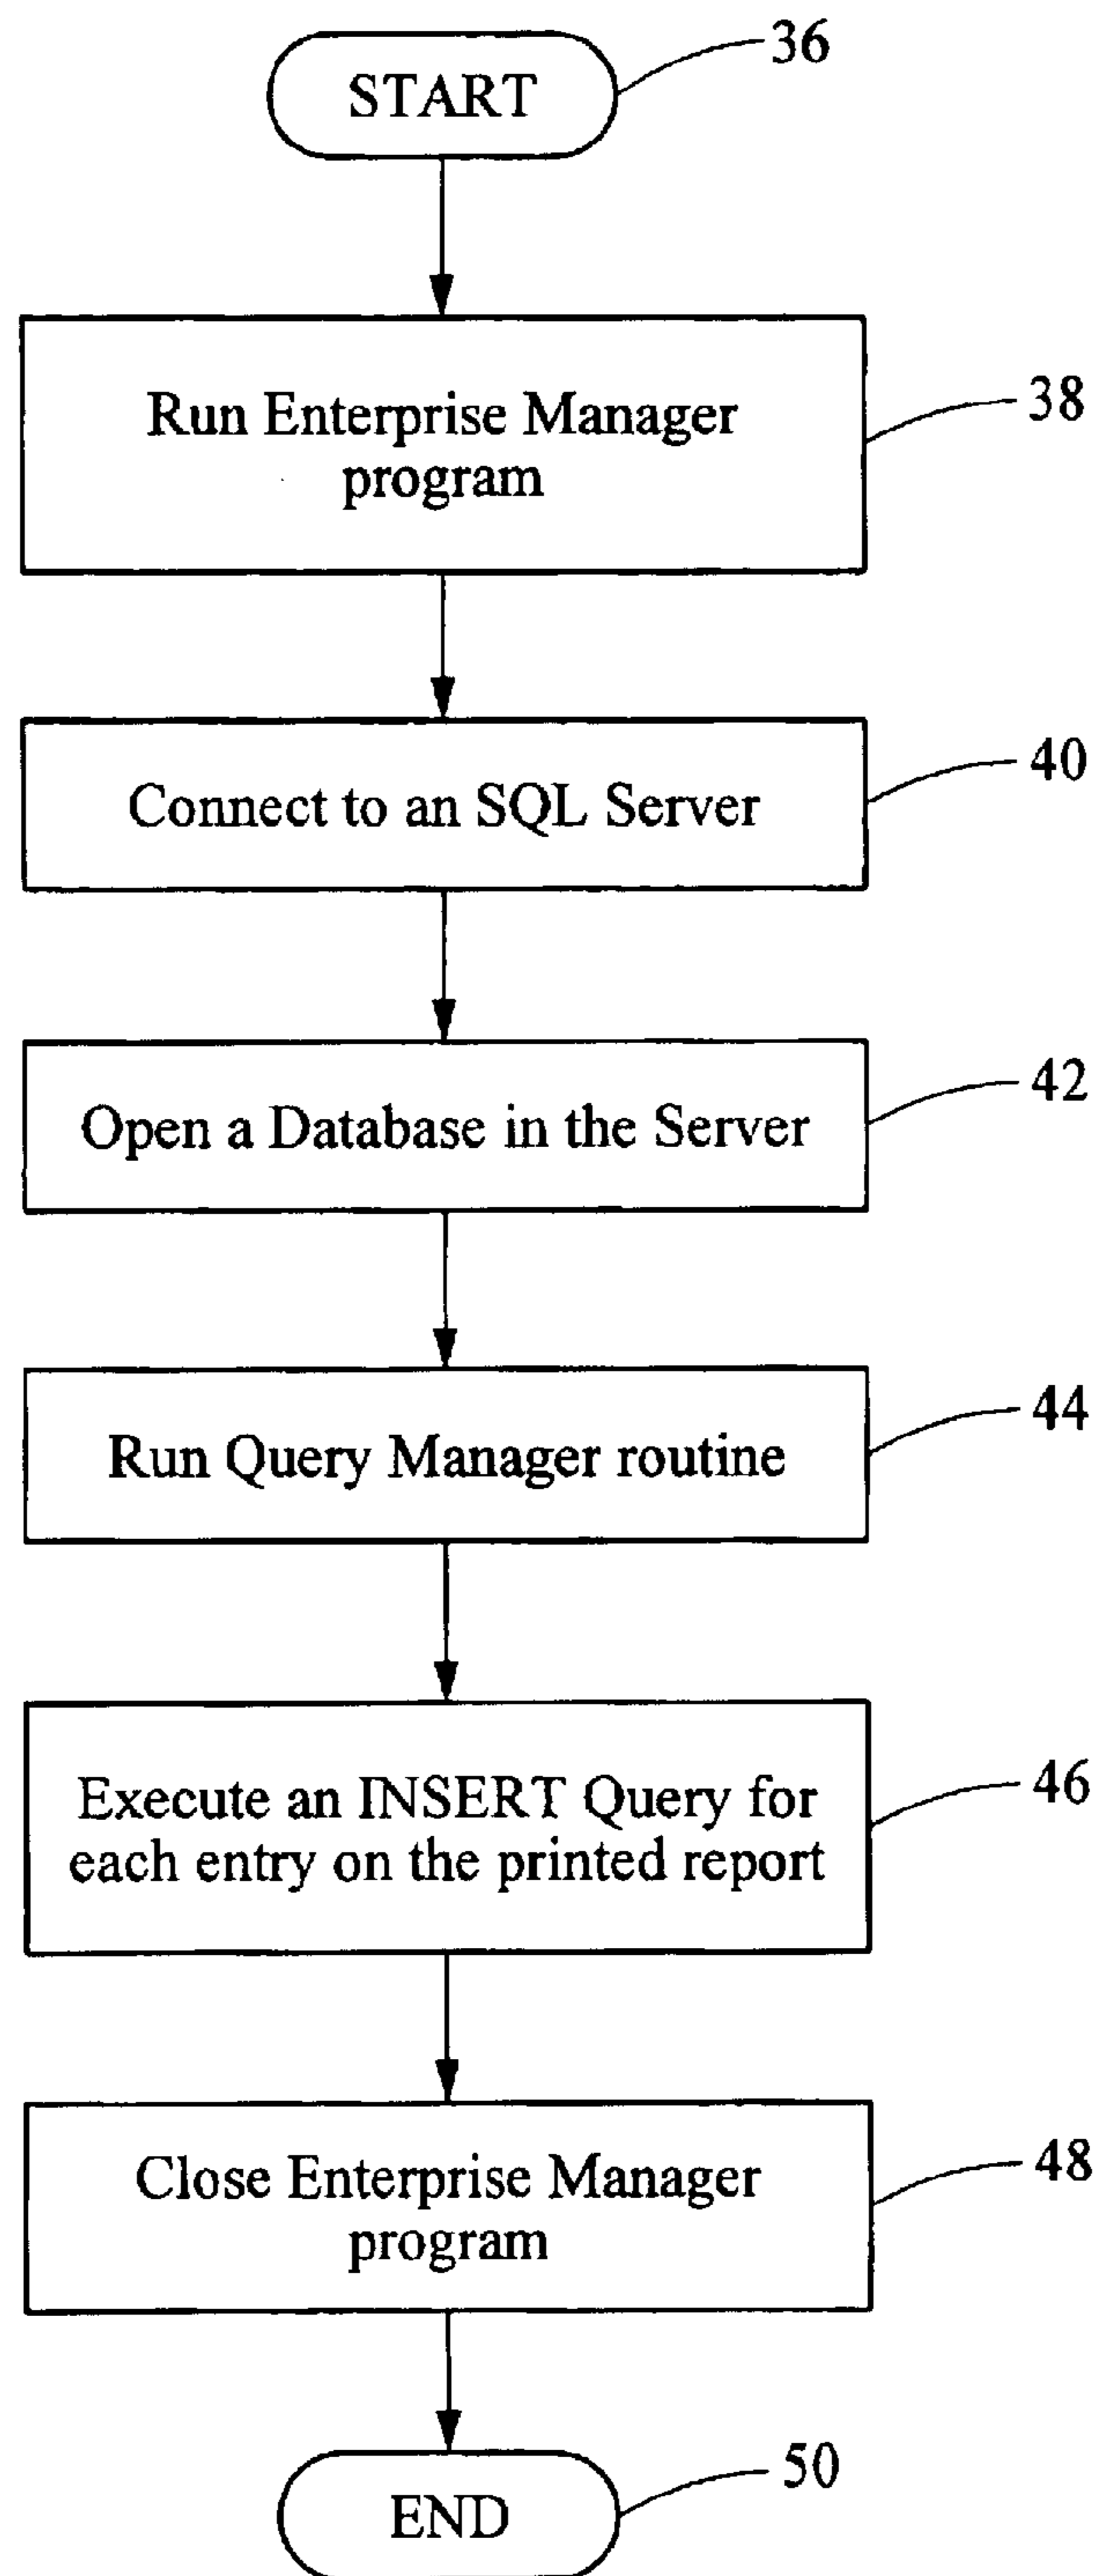 START
36
Run Enterprise Manager
program
38
Connect to an SQL Server
40
Open a Database in the Server
42
Run Query Manager routine
44
Execute an INSERT Query for
each entry on the printed report
46
Close Enterprise Manager
program
48
END
50